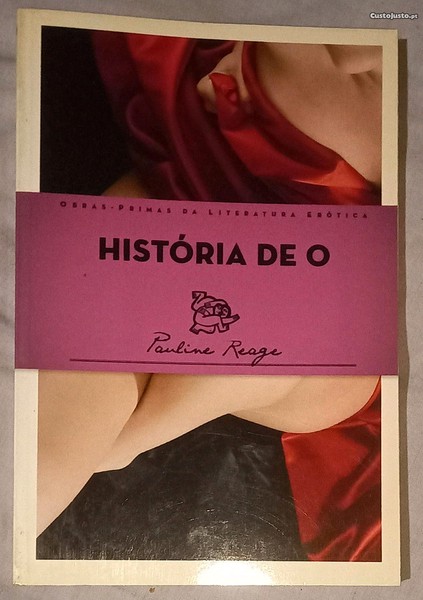 CustoJusto.pt
Obras-Primas da Literatura Erótica
HISTÓRIA DE O
Pauline Reage